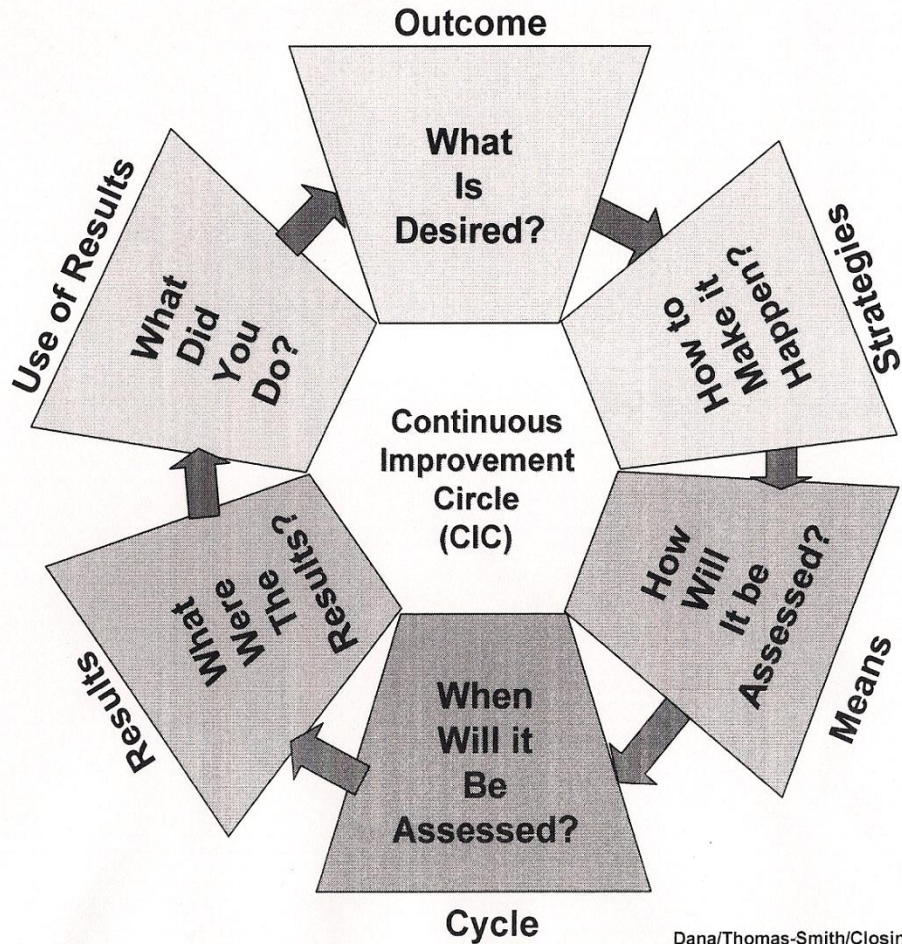 Outcome
What
Is
Desired?
Strategies
How to
Make it
Happen?
Means
How
Will
It be
Assessed?
Cycle
When
Will it
Be
Assessed?
Results
What
Were
The
Results?
Use of Results
What
Did
You
Do?
Continuous
Improvement
Circle
(CIC)
Dana/Thomas-Smith/Closin